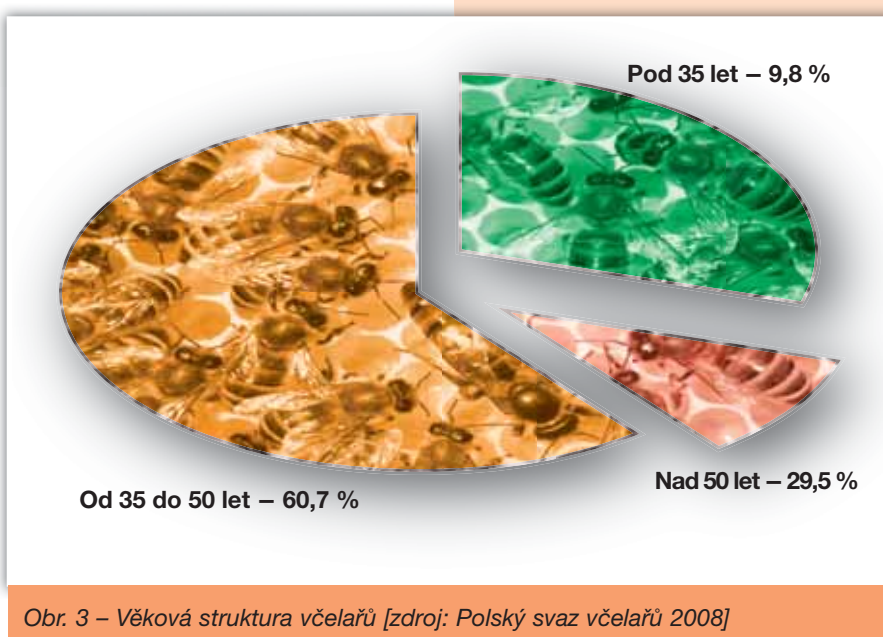 Pod 35 let – 9,8 %
Nad 50 let – 29,5 %
Od 35 do 50 let – 60,7 %
Obr. 3 – Věková struktura včelařů [zdroj: Polský svaz včelařů 2008]